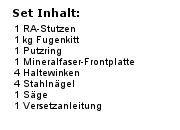 Set Inhalt:
1 RA-Stutzen
1 kg Fugenkitt
1 Putzring
1 Mineralfaser-Frontplatte
4 Haltewinken
4 Stahlnägel
1 Säge
1 Versetzanleitung